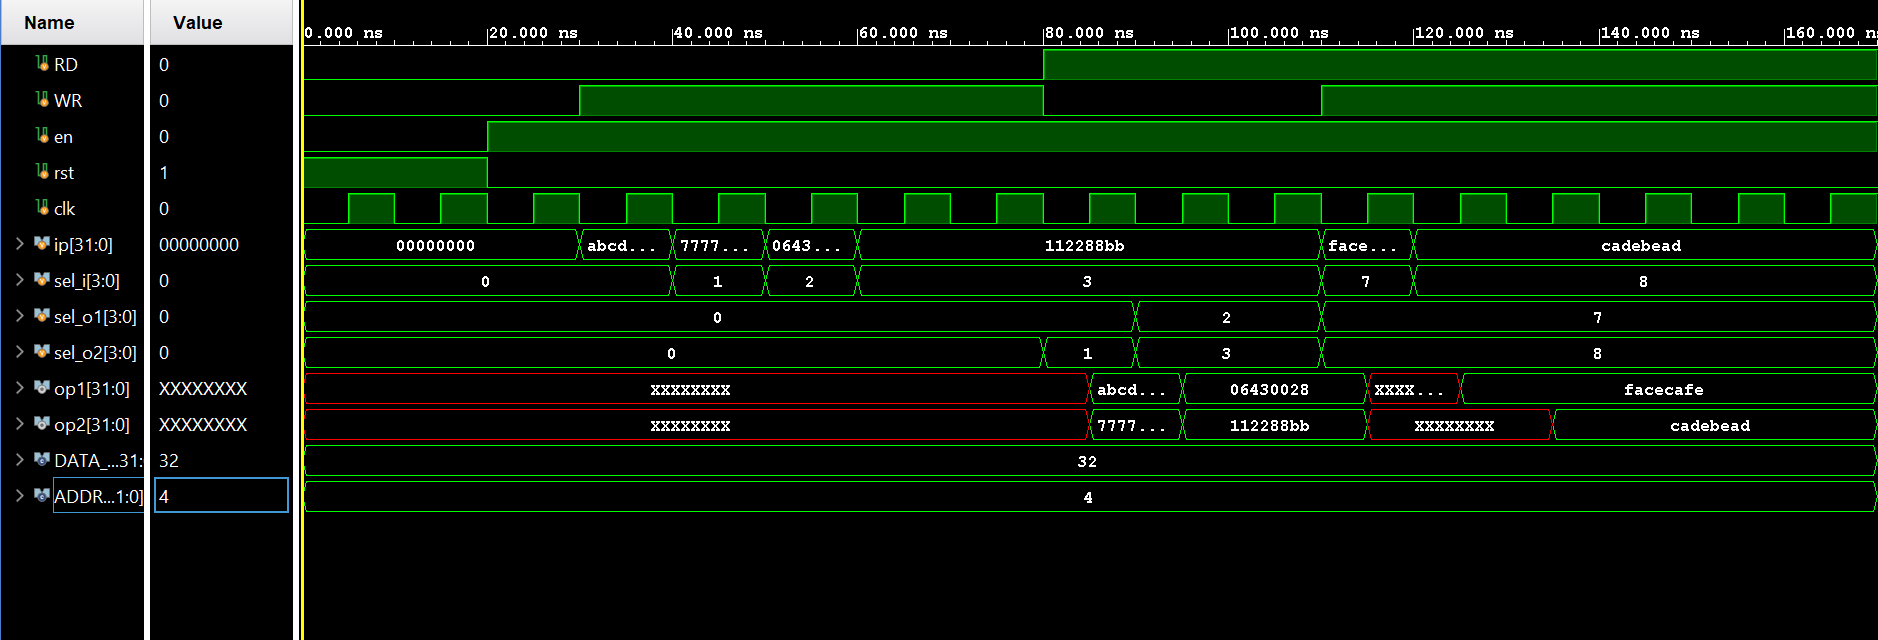 Name Value
0.000 ns 20.000 ns 40.000 ns 60.000 ns 80.000 ns 100.000 ns 120.000 ns 140.000 ns 160.000 ns
RD 0
WR 0
en 0
rst 1
clk 0
ip[31:0] 00000000 00000000 abcd... 7777... 0643... 112288bb face... cadebead
sel_i[3:0] 0 0 1 2 3 7 8
sel_o1[3:0] 0 0 2 7
sel_o2[3:0] 0 0 1 3 8
op1[31:0] XXXXXXXX XXXXXXXX abcd... 06430028 XXXX... facecafe
op2[31:0] XXXXXXXX XXXXXXXX 7777... 112288bb XXXXXXXX cadebead
DATA_...31: 32 32
ADDR...1:0] 4 4